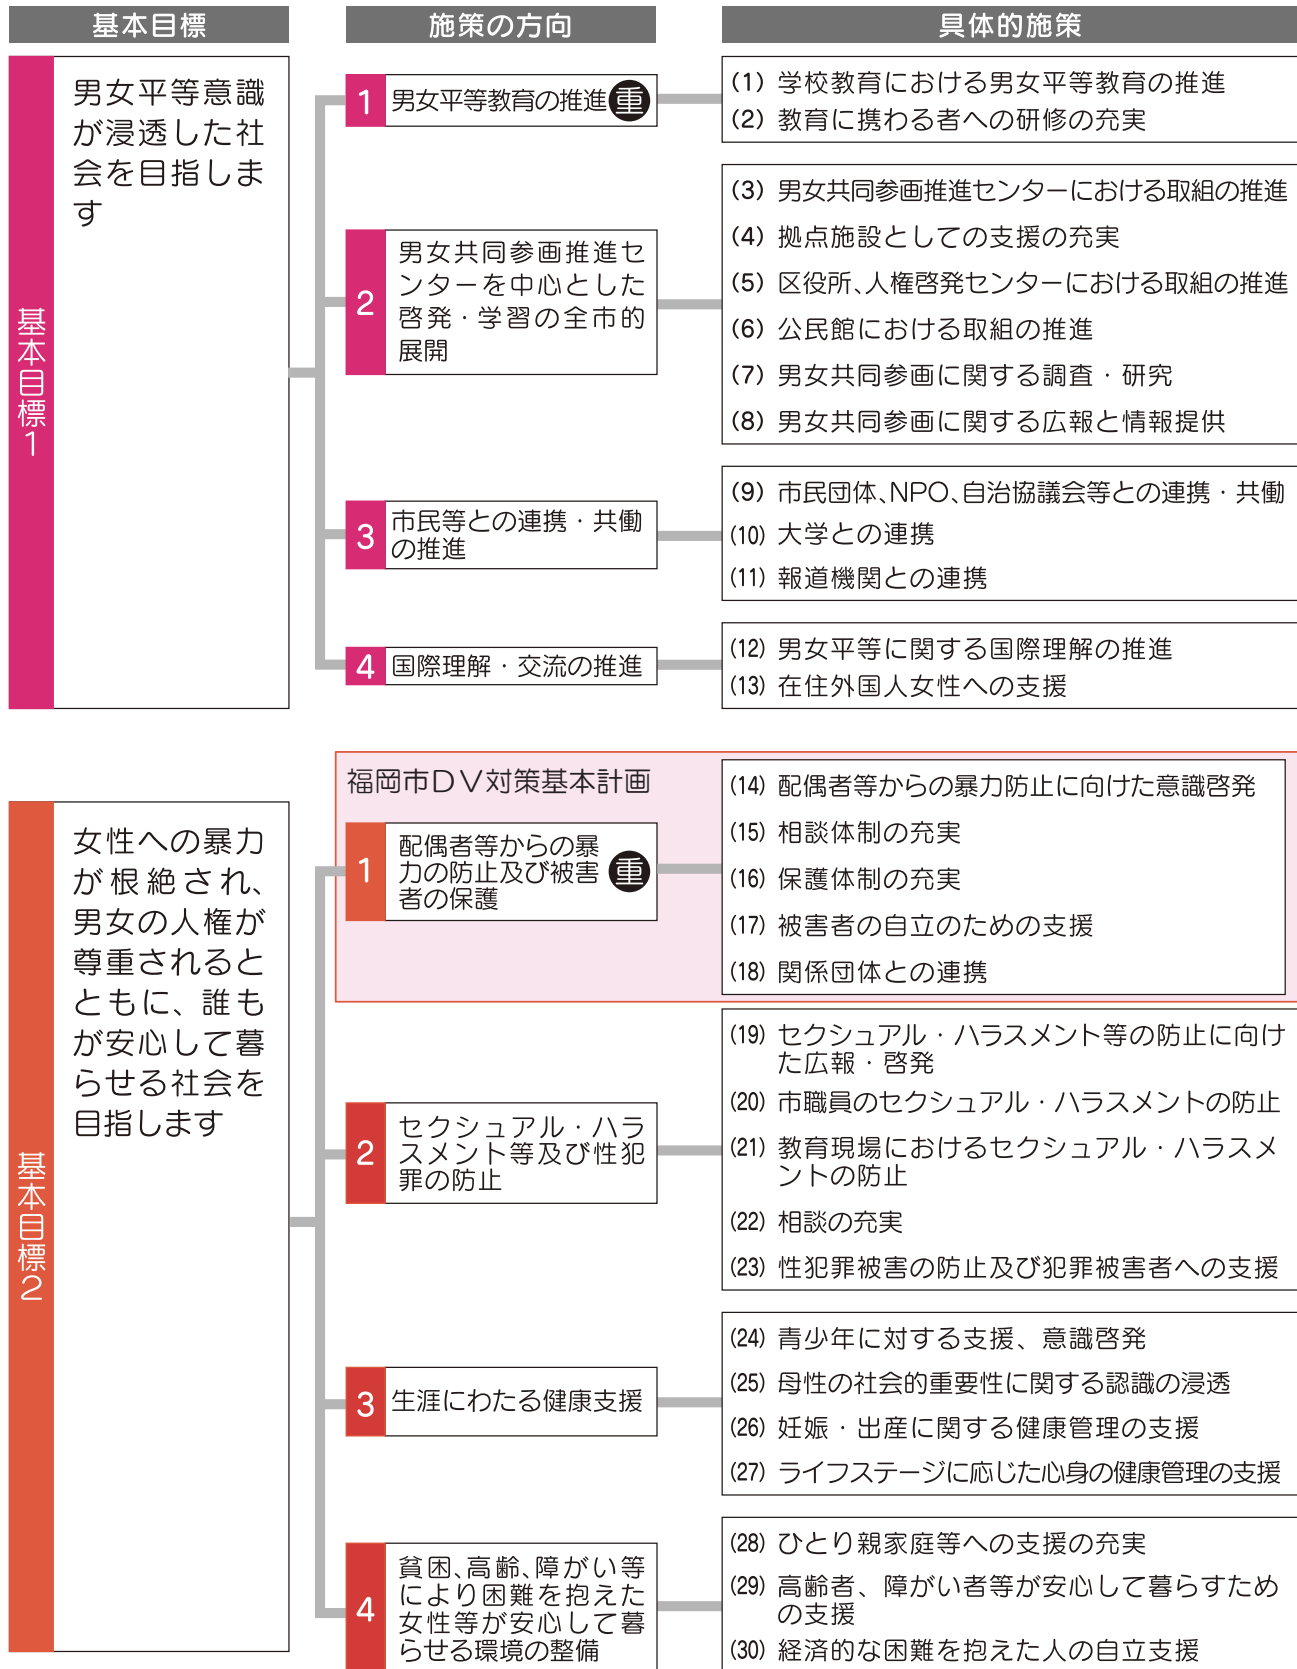 基本目標
施策の方向
具体的施策
基本目標1
男女平等意識
が浸透した社
会を目指しま
す
1 男女平等教育の推進 重
(1) 学校教育における男女平等教育の推進
(2) 教育に携わる者への研修の充実
2 男女共同参画推進セ
ンターを中心とした
啓発・学習の全市的
展開
(3) 男女共同参画推進センターにおける取組の推進
(4) 拠点施設としての支援の充実
(5) 区役所、人権啓発センターにおける取組の推進
(6) 公民館における取組の推進
(7) 男女共同参画に関する調査・研究
(8) 男女共同参画に関する広報と情報提供
3 市民等との連携・共働
の推進
(9) 市民団体、NPO、自治協議会等との連携・共働
(10) 大学との連携
(11) 報道機関との連携
4 国際理解・交流の推進
(12) 男女平等に関する国際理解の推進
(13) 在住外国人女性への支援
基本目標2
女性への暴力
が根絶され、
男女の人権が
尊重されると
ともに、誰も
が安心して暮
らせる社会を
目指します
福岡市DV対策基本計画
1 配偶者等からの暴
力の防止及び被害
者の保護 重
(14) 配偶者等からの暴力防止に向けた意識啓発
(15) 相談体制の充実
(16) 保護体制の充実
(17) 被害者の自立のための支援
(18) 関係団体との連携
2 セクシュアル・ハラ
スメント等及び性犯
罪の防止
(19) セクシュアル・ハラスメント等の防止に向け
た広報・啓発
(20) 市職員のセクシュアル・ハラスメントの防止
(21) 教育現場におけるセクシュアル・ハラスメ
ントの防止
(22) 相談の充実
(23) 性犯罪被害の防止及び犯罪被害者への支援
3 生涯にわたる健康支援
(24) 青少年に対する支援、意識啓発
(25) 母性の社会的重要性に関する認識の浸透
(26) 妊娠・出産に関する健康管理の支援
(27) ライフステージに応じた心身の健康管理の支援
4 貧困、高齢、障がい等
により困難を抱えた
女性等が安心して暮
らせる環境の整備
(28) ひとり親家庭等への支援の充実
(29) 高齢者、障がい者等が安心して暮らすため
の支援
(30) 経済的な困難を抱えた人の自立支援